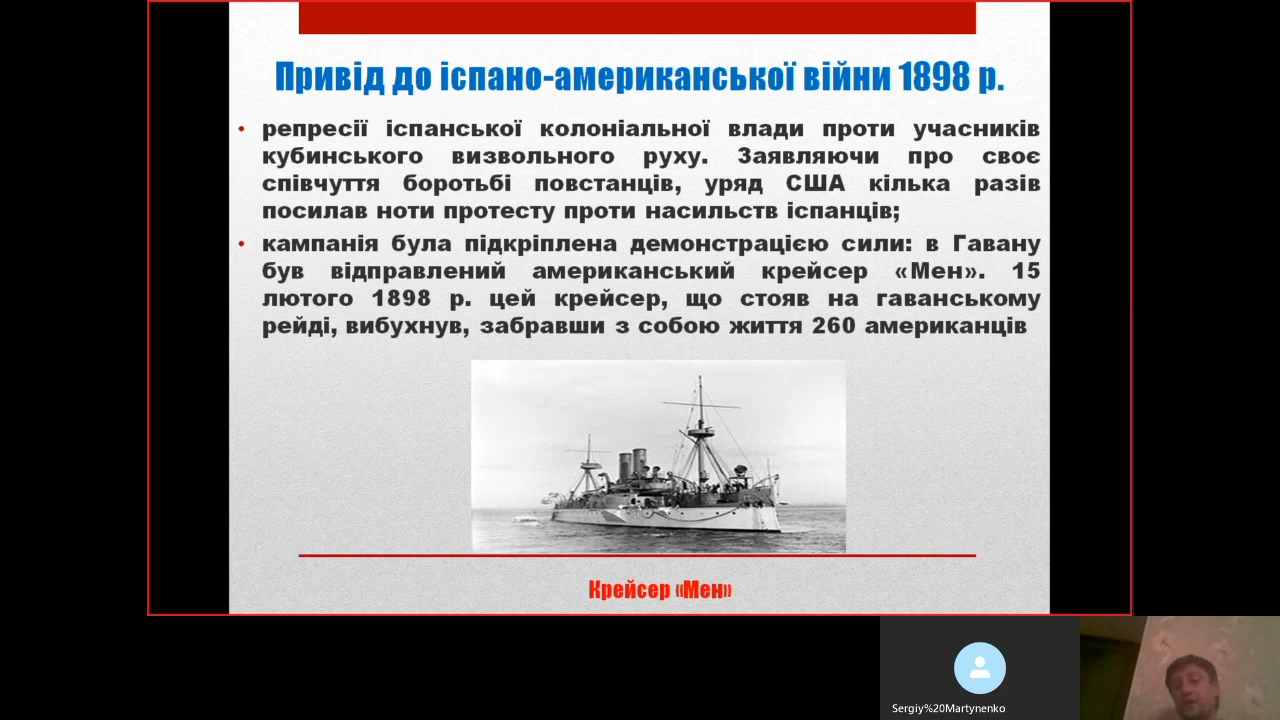 Привід до іспано-американської війни 1898 р.
• репресії іспанської колоніальної влади проти учасників
кубинського визвольного руху. Заявляючи про своє
співчуття боротьбі повстанців, уряд США кілька разів
посилав ноти протесту проти насильств іспанців;
• кампанія була підкріплена демонстрацією сили: в Гавану
був відправлений американський крейсер «Мен». 15
лютого 1898 р. цей крейсер, що стояв на гаванському
рейді, вибухнув, забравши з собою життя 260 американців
Крейсер «Мен»
Sergiy%20Martynenko